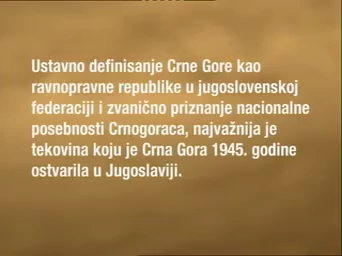 Ustavno definisanje Crne Gore kao
ravnopravne republike u jugoslovenskoj
federaciji i zvanično priznanje nacionalne
posebnosti Crnogoraca, najvažnija je
tekovina koju je Crna Gora 1945. godine
ostvarila u Jugoslaviji.